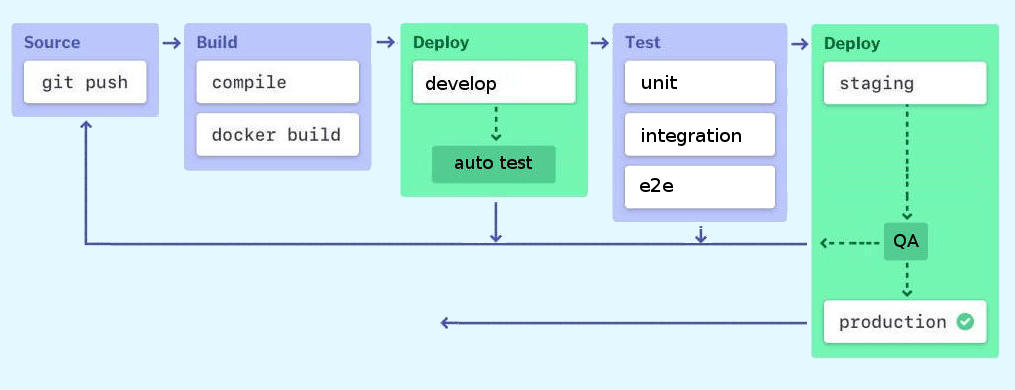 Source
git push
Build
compile
docker build
Deploy
develop
auto test
Test
unit
integration
e2e
Deploy
staging
QA
production